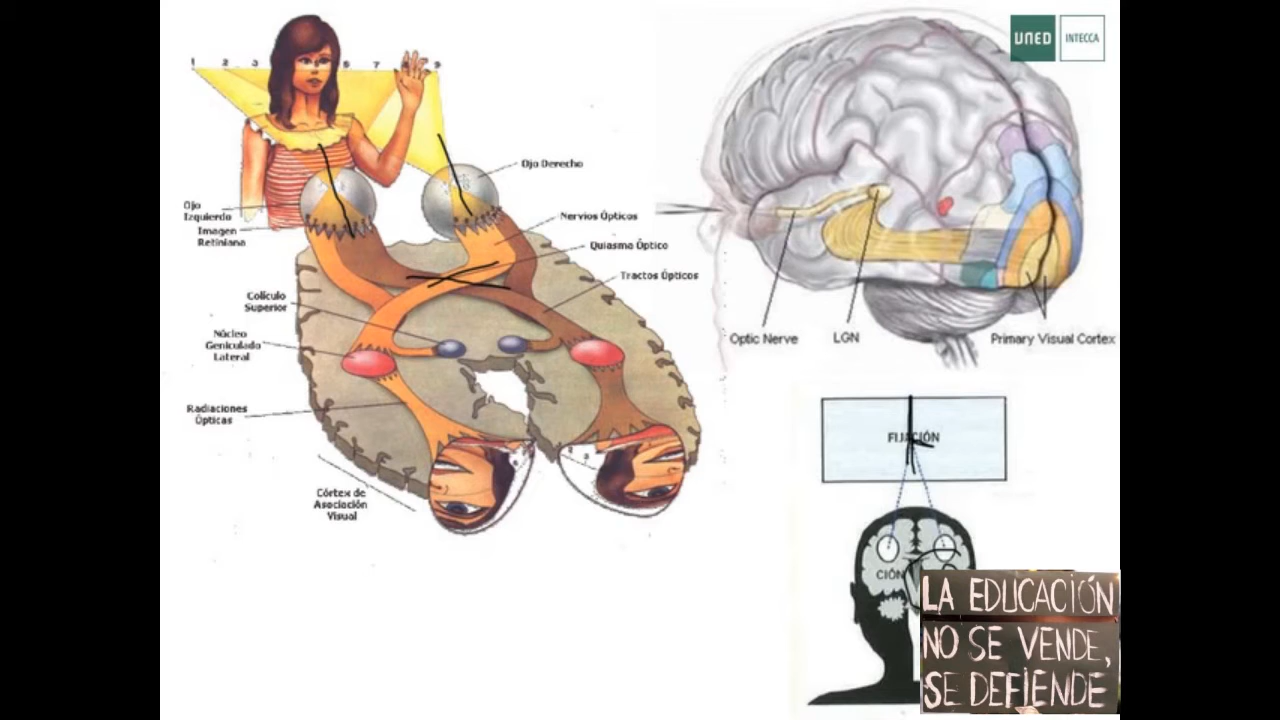 1 2 3 6 7 8 9
Ojo Derecho
Ojo
Izquierdo
Imagen
Retiniana
Nervios Ópticos
Quiasma Óptico
Tractos Ópticos
Colículo
Superior
Núcleo
Geniculado
Lateral
Radiaciones
Ópticas
Córtex de
Asociación
Visual
UNED
INTECCA
Optic Nerve
LGN
Primary Visual Cortex
FIJACIÓN
CIÓN
LA EDUCACIÓN
NO SE VENDE,
SE DEFIENDE